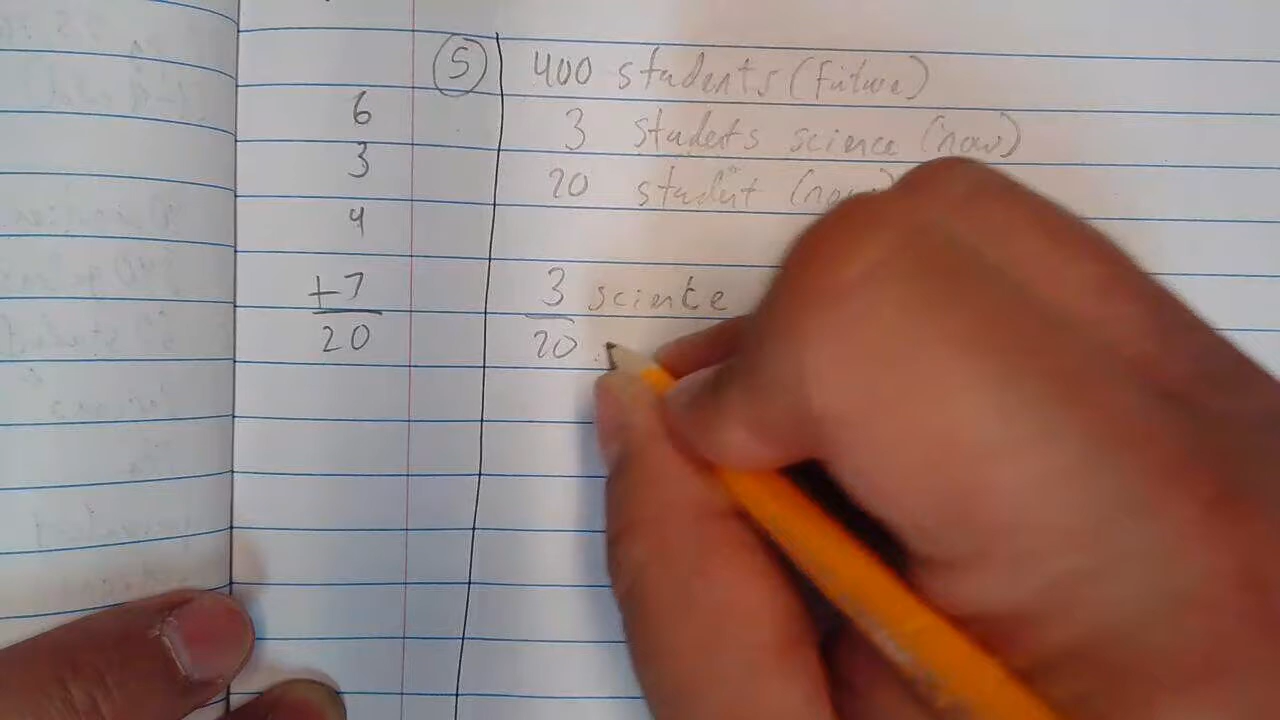 5 400 students (future)
3 students science (now)
20 student
3 science
20
6
3
4
+7
20